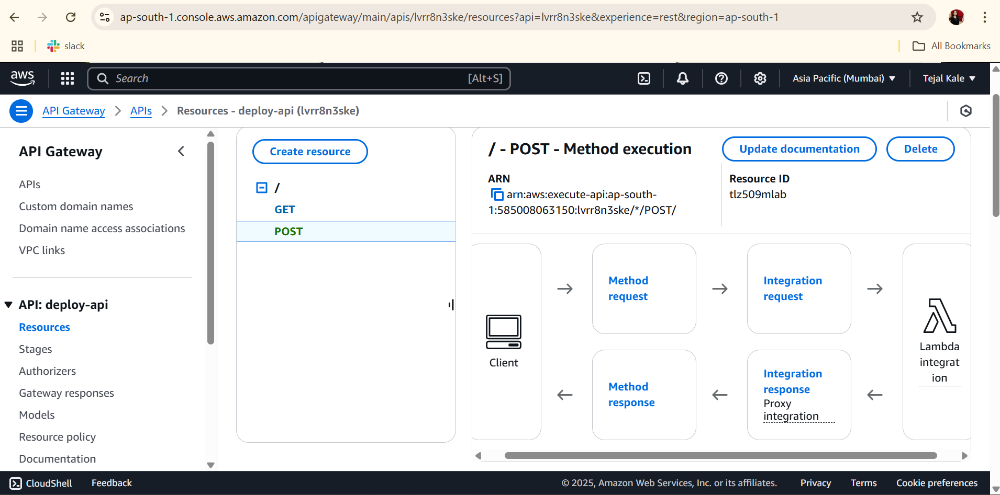 ap-south-1.console.aws.amazon.com/apigateway/main/apis/lvrr8n3ske/resources?api=lvrr8n3ske&experience=rest&region=ap-south-1
slack
All Bookmarks
aws
Search
[Alt+S]
Asia Pacific (Mumbai)
Tejal Kale
API Gateway
APIs
Resources - deploy-api (lvrr8n3ske)
API Gateway
APIs
Custom domain names
Domain name access associations
VPC links
API: deploy-api
Resources
Stages
Authorizers
Gateway responses
Models
Resource policy
Documentation
Create resource
/
GET
POST
/ - POST - Method execution
Update documentation
Delete
ARN
arn:aws:execute-api:ap-south-
1:585008063150:lvrr8n3ske/*/POST/
Resource ID
tlz509mlab
Client
Method
request
Integration
request
Lambda
integrat
ion
Method
response
Integration
response
Proxy
integration
CloudShell
Feedback
© 2025, Amazon Web Services, Inc. or its affiliates.
Privacy
Terms
Cookie preferences